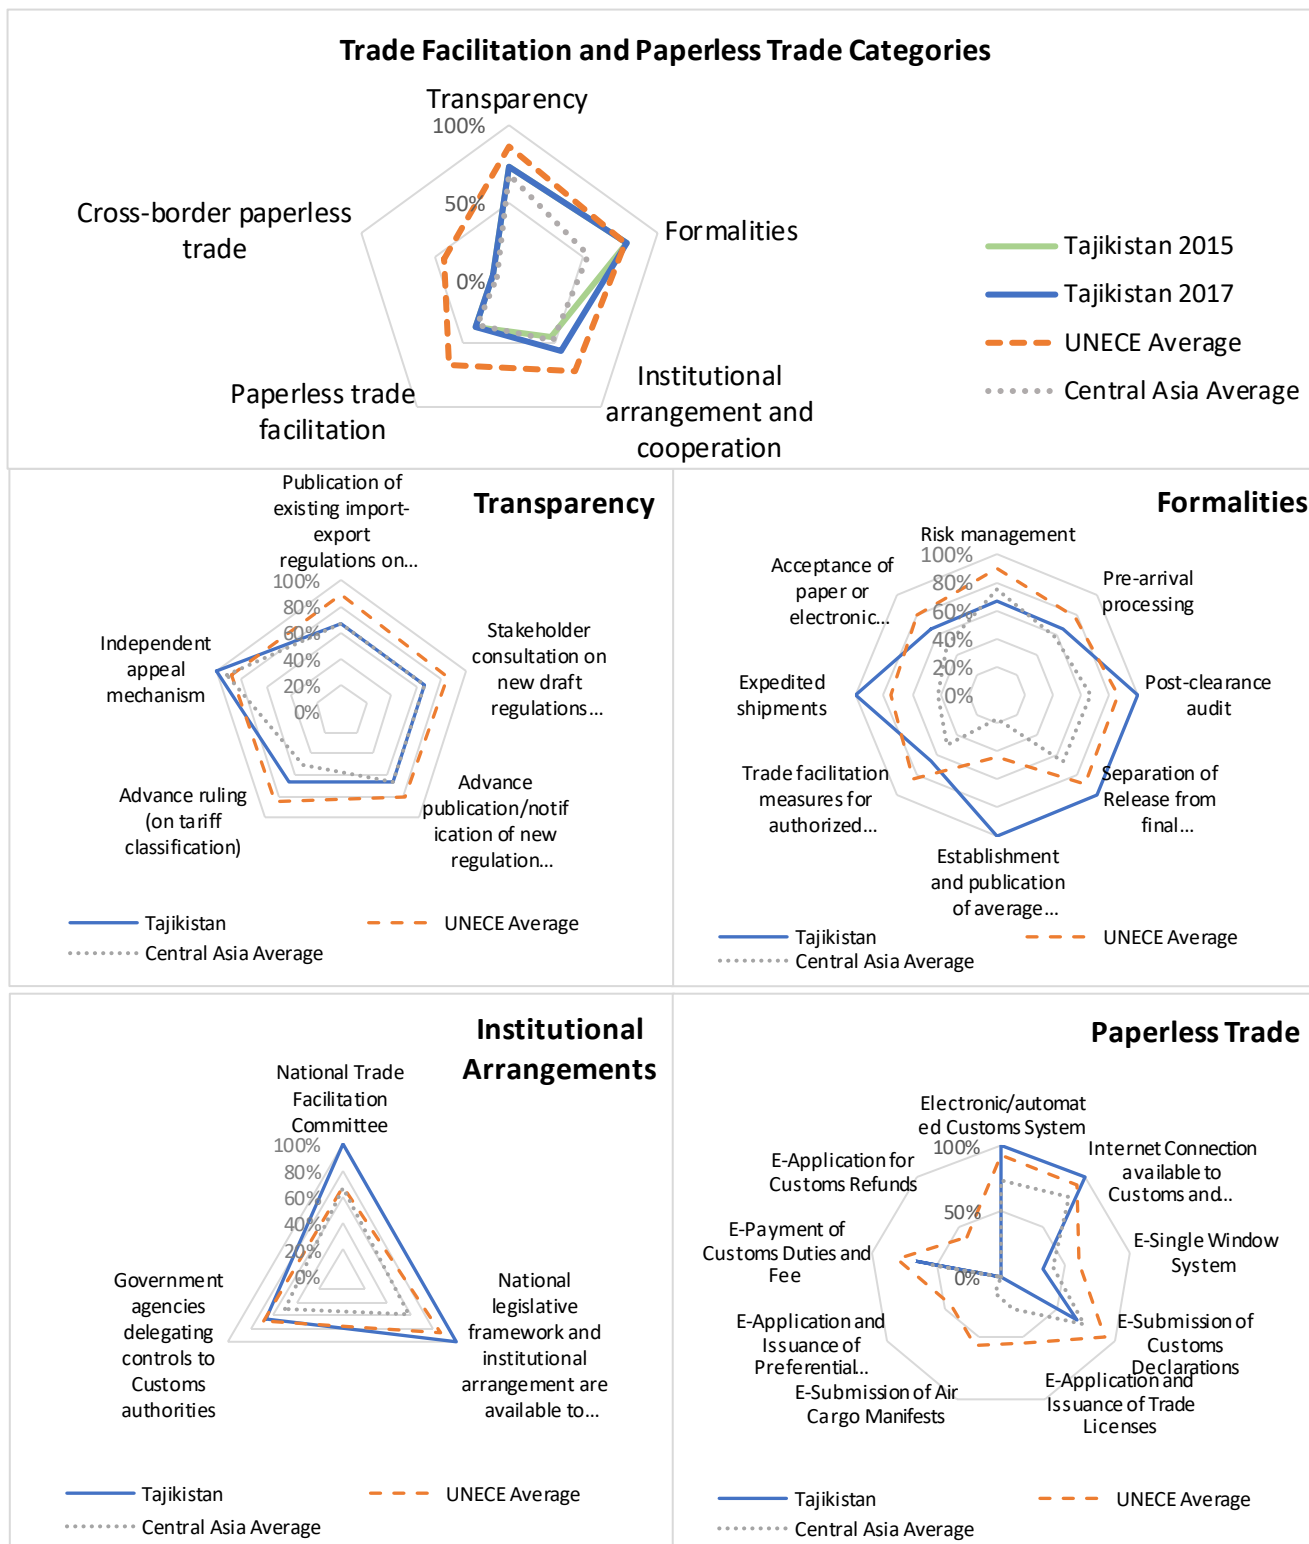 Trade Facilitation and Paperless Trade Categories
Transparency
100%
50%
0%
Cross-border paperless
trade
Formalities
Paperless trade
facilitation
Institutional
arrangement and
cooperation
Tajikistan 2015
Tajikistan 2017
UNECE Average
Central Asia Average
Transparency
Publication of
existing import-
export
regulations on...
100%
80%
60%
40%
20%
0%
Independent
appeal
mechanism
Stakeholder
consultation on
new draft
regulations...
Advance ruling
(on tariff
classification)
Advance
publication/notif
ication of new
regulation...
Tajikistan
UNECE Average
Central Asia Average
Formalities
Risk management
100%
80%
60%
40%
20%
0%
Acceptance of
paper or
electronic...
Pre-arrival
processing
Expedited
shipments
Post-clearance
audit
Trade facilitation
measures for
authorized...
Separation of
Release from
final...
Establishment
and publication
of average...
Tajikistan
UNECE Average
Central Asia Average
Institutional
Arrangements
National Trade
Facilitation
Committee
100%
80%
60%
40%
20%
0%
Government
agencies
delegating
controls to
Customs
authorities
National
legislative
framework and
institutional
arrangement are
available to...
Tajikistan
UNECE Average
Central Asia Average
Paperless Trade
Electronic/automat
ed Customs System
100%
50%
0%
E-Application for
Customs Refunds
Internet Connection
available to
Customs and...
E-Payment of
Customs Duties and
Fee
E-Single Window
System
E-Application and
Issuance of
Preferential...
E-Submission of
Customs
Declarations
E-Submission of Air
Cargo Manifests
E-Application and
Issuance of Trade
Licenses
Tajikistan
UNECE Average
Central Asia Average